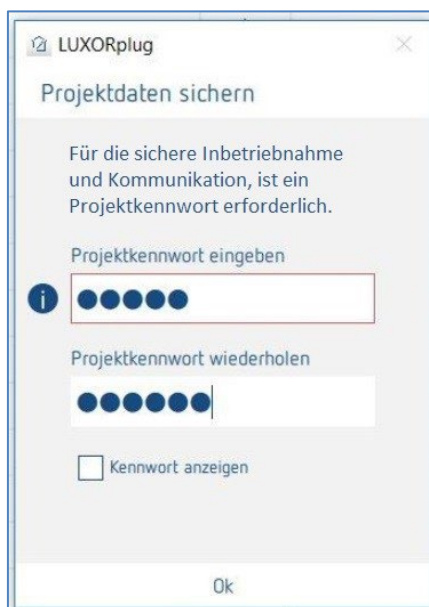 LUXORplug
Projektdaten sichern
Für die sichere Inbetriebnahme
und Kommunikation, ist ein
Projektkennwort erforderlich.
Projektkennwort eingeben
i ●●●●●
Projektkennwort wiederholen
●●●●●●
Kennwort anzeigen
Ok